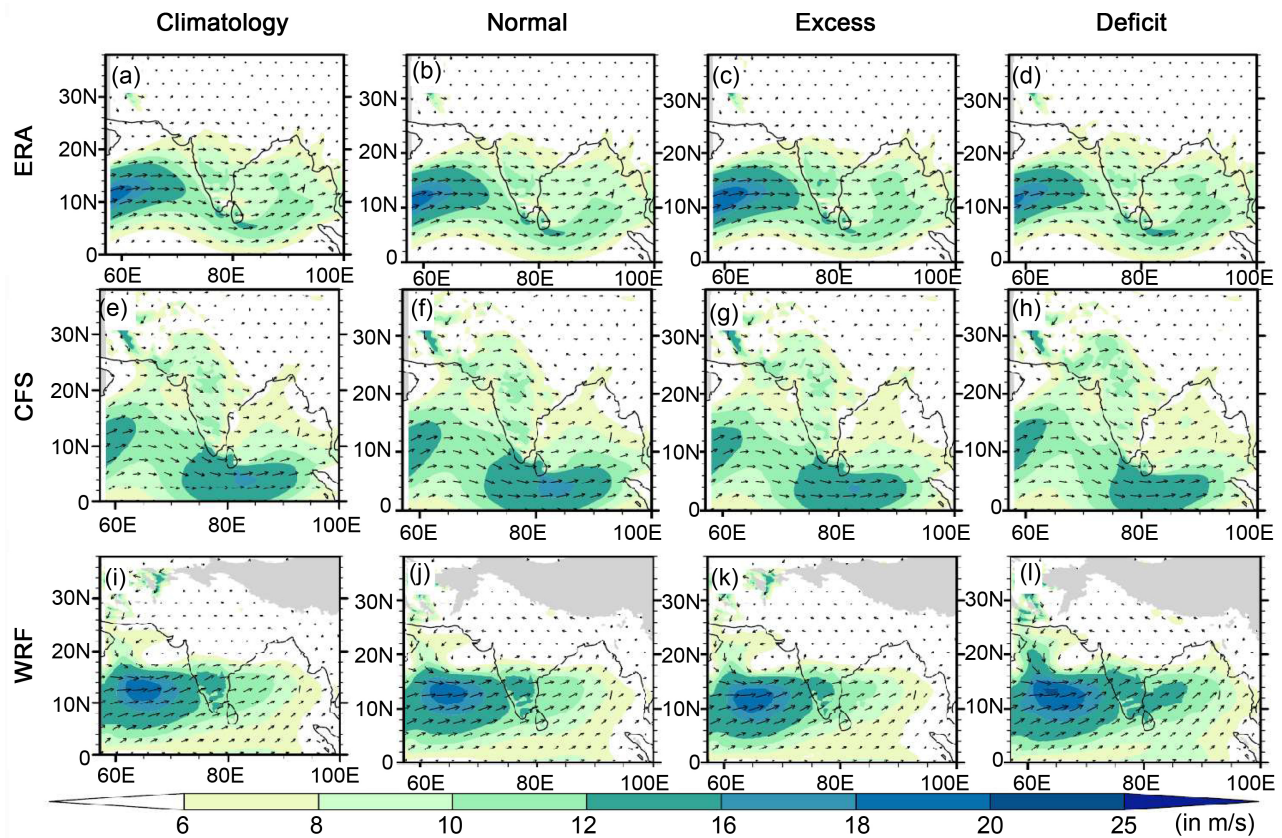 Climatology Normal Excess Deficit
ERA
(a) (b) (c) (d)
30N 30N 30N 30N
20N 20N 20N 20N
10N 10N 10N 10N
0 0 0 0
60E 80E 100E 60E 80E 100E 60E 80E 100E 60E 80E 100E
CFS
(e) (f) (g) (h)
30N 30N 30N 30N
20N 20N 20N 20N
10N 10N 10N 10N
0 0 0 0
60E 80E 100E 60E 80E 100E 60E 80E 100E 60E 80E 100E
WRF
(i) (j) (k) (l)
30N 30N 30N 30N
20N 20N 20N 20N
10N 10N 10N 10N
0 0 0 0
60E 80E 100E 60E 80E 100E 60E 80E 100E 60E 80E 100E
6 8 10 12 16 18 20 25 (in m/s)